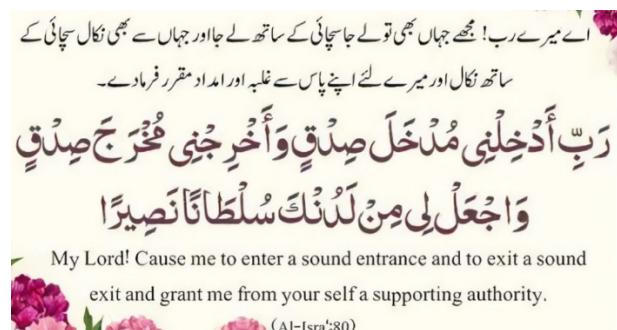 اے میرے رب! مجھے جہاں بھی تو لے جا سچائی کے ساتھ لے جا اور جہاں سے بھی نکال سچائی کے
ساتھ نکال اور میرے لئے اپنے پاس سے غلبہ اور امداد مقرر فرما دے۔
رَبِّ أَدْخِلْنِى مُدْخَلَ صِدْقٍ وَأَخْرِجْنِى مُخْرَجَ صِدْقٍ
وَاجْعَلْ لِى مِنْ لَدُنْكَ سُلْطَانًا نَصِيرًا
My Lord! Cause me to enter a sound entrance and to exit a sound
exit and grant me from your self a supporting authority.
(Al-Isra':80)